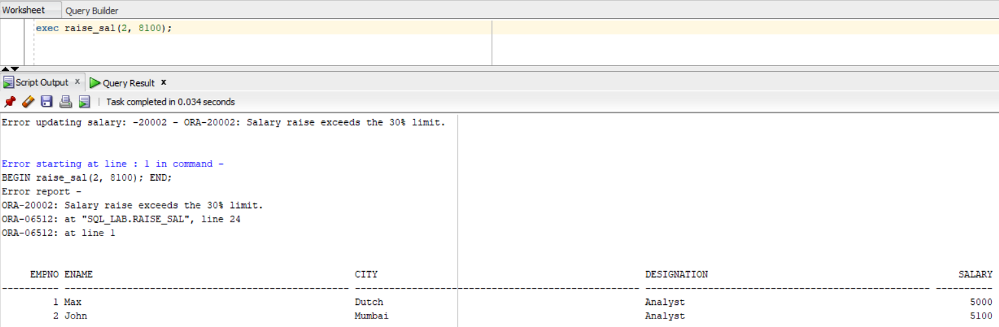 Worksheet Query Builder
exec raise_sal(2, 8100);
Script Output x Query Result x
Task completed in 0.034 seconds
Error updating salary: -20002 - ORA-20002: Salary raise exceeds the 30% limit.
Error starting at line : 1 in command -
BEGIN raise_sal(2, 8100); END;
Error report -
ORA-20002: Salary raise exceeds the 30% limit.
ORA-06512: at "SQL_LAB.RAISE_SAL", line 24
ORA-06512: at line 1
EMPNO ENAME CITY DESIGNATION SALARY
---------- -------------------------------------------------- -------------------------------------------------- -------------------------------------------------- ----------
1 Max Dutch Analyst 5000
2 John Mumbai Analyst 5100